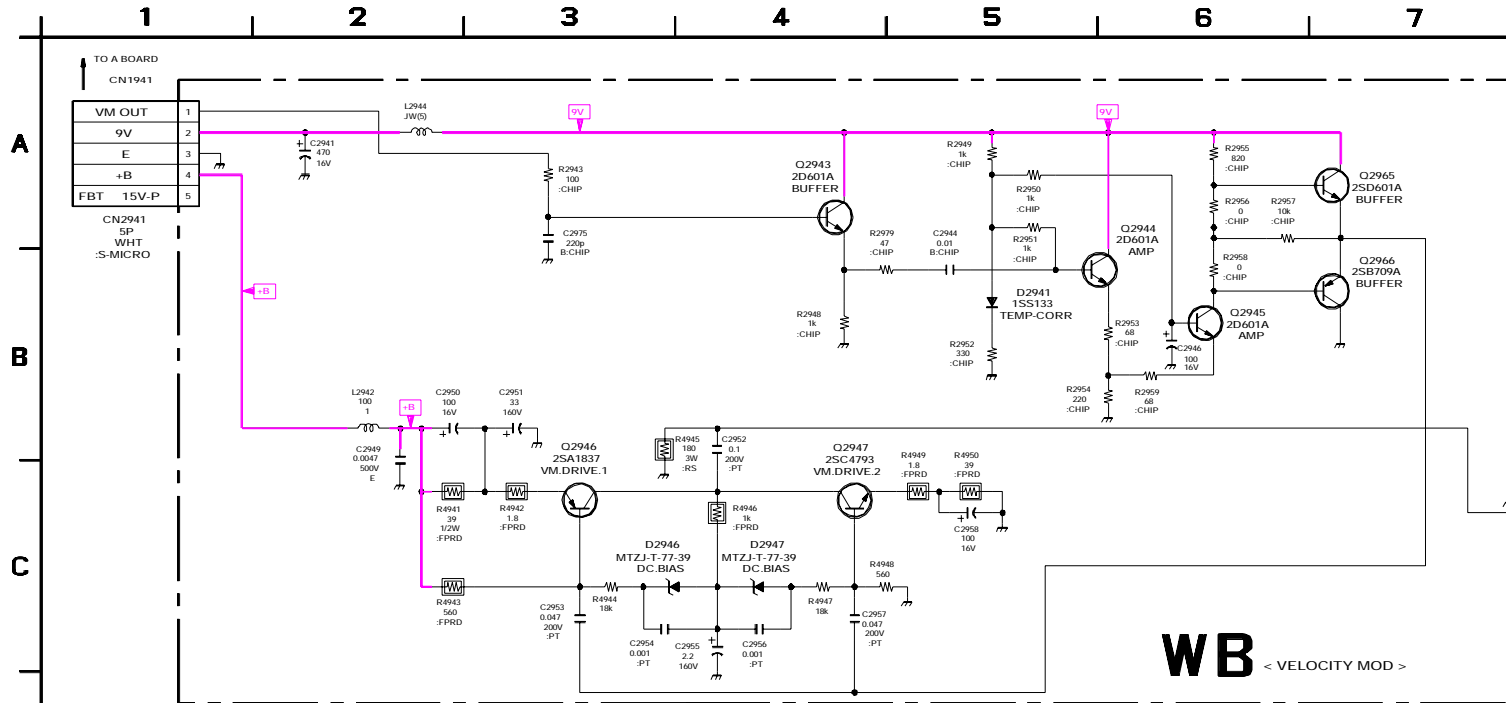 1 2 3 4 5 6 7
A
B
C
TO A BOARD
CN1941
VM OUT 1
9V 2
E 3
+B 4
FBT 15V-P 5
CN2941
5P
WHT
:S-MICRO
+
C2941
470
16V
L2944
JW(5)
9V
9V
R2943
100
:CHIP
C2975
220p
B:CHIP
Q2943
2D601A
BUFFER
R2979
47
:CHIP
C2944
0.01
B:CHIP
R2948
1k
:CHIP
R2949
1k
:CHIP
R2950
1k
:CHIP
R2951
1k
:CHIP
D2941
1SS133
TEMP-CORR
R2952
330
:CHIP
Q2944
2D601A
AMP
R2953
68
:CHIP
R2954
220
:CHIP
R2959
68
:CHIP
+
C2946
100
16V
Q2945
2D601A
AMP
R2955
820
:CHIP
R2956
0
:CHIP
R2957
10k
:CHIP
R2958
0
:CHIP
Q2965
2SD601A
BUFFER
Q2966
2SB709A
BUFFER
+B
+B
L2942
100
1
C2949
0.0047
500V
E
C2950
100
16V
+
C2951
33
160V
+
R4941
39
1/2W
:FPRD
R4942
1.8
:FPRD
R4943
560
:FPRD
Q2946
2SA1837
VM.DRIVE.1
C2953
0.047
200V
:PT
R4944
18k
R4945
180
3W
:RS
C2952
0.1
200V
:PT
R4946
1k
:FPRD
D2946
MTZJ-T-77-39
DC.BIAS
D2947
MTZJ-T-77-39
DC.BIAS
C2954
0.001
:PT
+
C2955
2.2
160V
C2956
0.001
:PT
R4947
18k
Q2947
2SC4793
VM.DRIVE.2
C2957
0.047
200V
:PT
R4948
560
R4949
1.8
:FPRD
R4950
39
:FPRD
+
C2958
100
16V
WB < VELOCITY MOD >